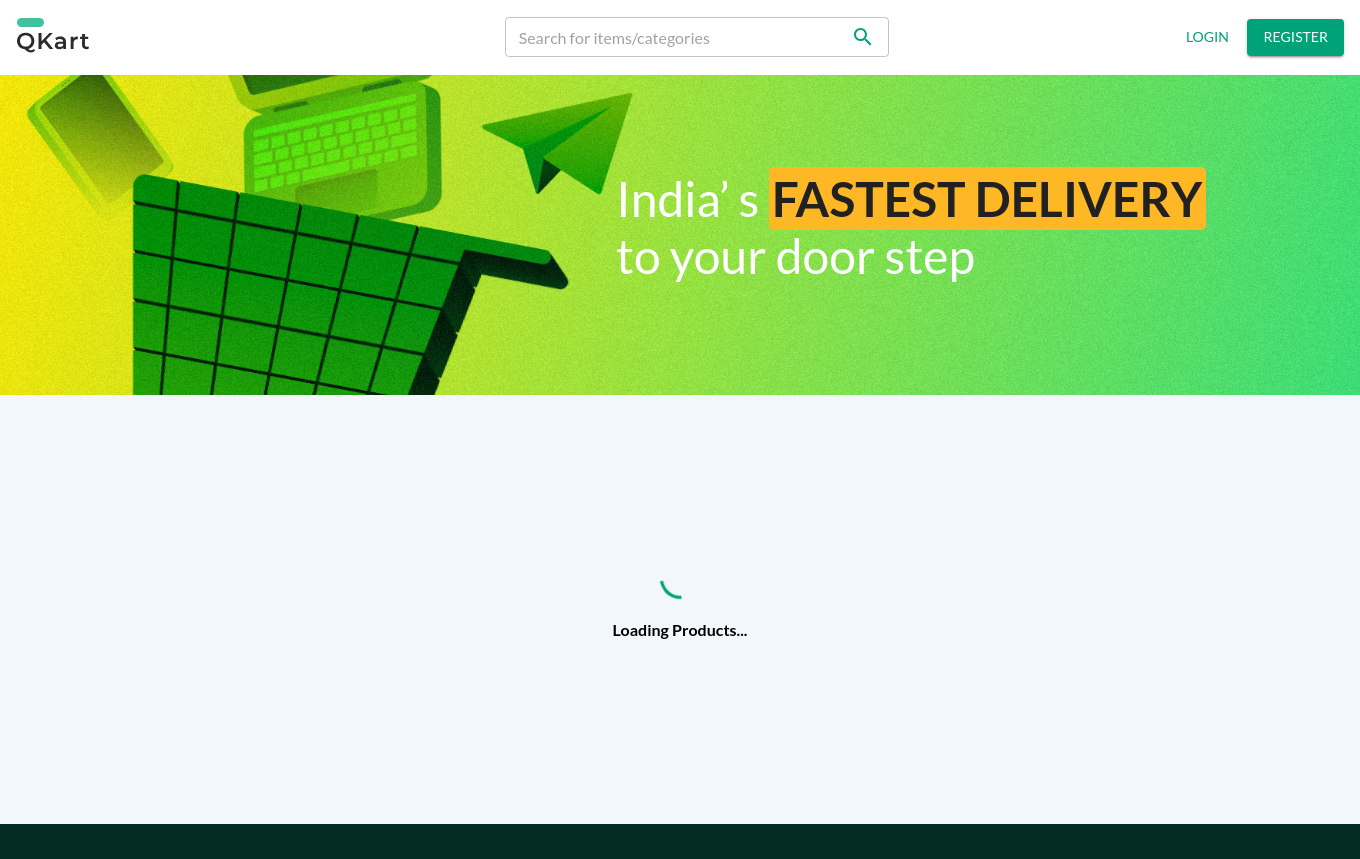 QKart
Search for items/categories
LOGIN
REGISTER
India’ s FASTEST DELIVERY
to your door step
Loading Products...